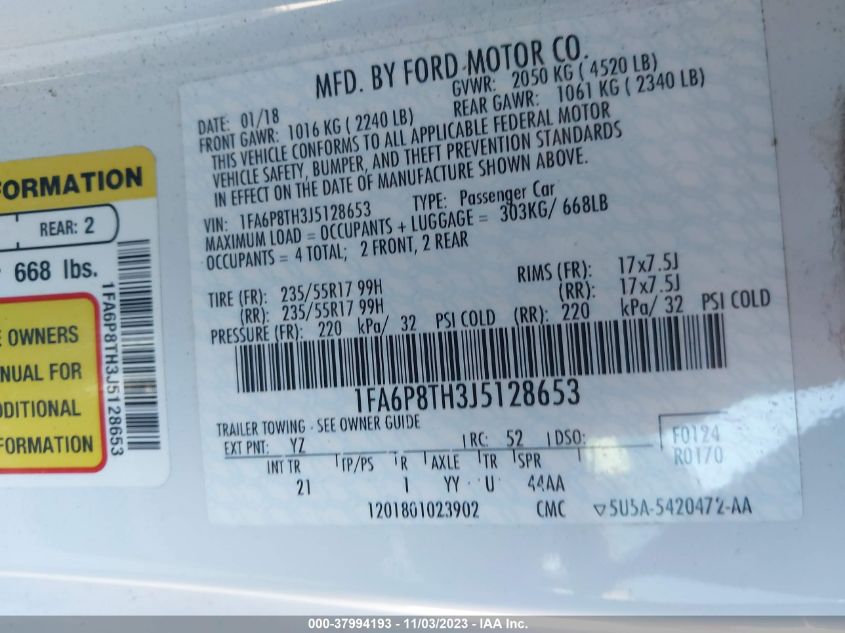 MFD. BY FORD MOTOR CO.
DATE: 01/18 GVWR: 2050 KG ( 4520 LB)
FRONT GAWR: 1016 KG ( 2240 LB) REAR GAWR: 1061 KG ( 2340 LB)
THIS VEHICLE CONFORMS TO ALL APPLICABLE FEDERAL MOTOR
VEHICLE SAFETY, BUMPER, AND THEFT PREVENTION STANDARDS
IN EFFECT ON THE DATE OF MANUFACTURE SHOWN ABOVE.
VIN: 1FA6P8TH3J5128653 TYPE: Passenger Car
MAXIMUM LOAD = OCCUPANTS + LUGGAGE = 303KG/ 668LB
OCCUPANTS = 4 TOTAL; 2 FRONT, 2 REAR
TIRE (FR): 235/55R17 99H RIMS (FR): 17x7.5J
(RR): 235/55R17 99H (RR): 17x7.5J
PRESSURE (FR): 220 kPa/ 32 PSI COLD (RR): 220 kPa/ 32 PSI COLD
1FA6P8TH3J5128653
TRAILER TOWING - SEE OWNER GUIDE
EXT PNT: YZ RC: 52 DSO: F0124
R0170
INT TR TP/PS R AXLE TR SPR
21 1 YY U 44AA
1201801023902 CMC 5U5A-5420472-AA
FORMATION
REAR: 2
668 lbs.
E OWNERS
NUAL FOR
DDITIONAL
FORMATION
1FA6P8TH3J5128653
000-37994193 - 11/03/2023 - IAA Inc.